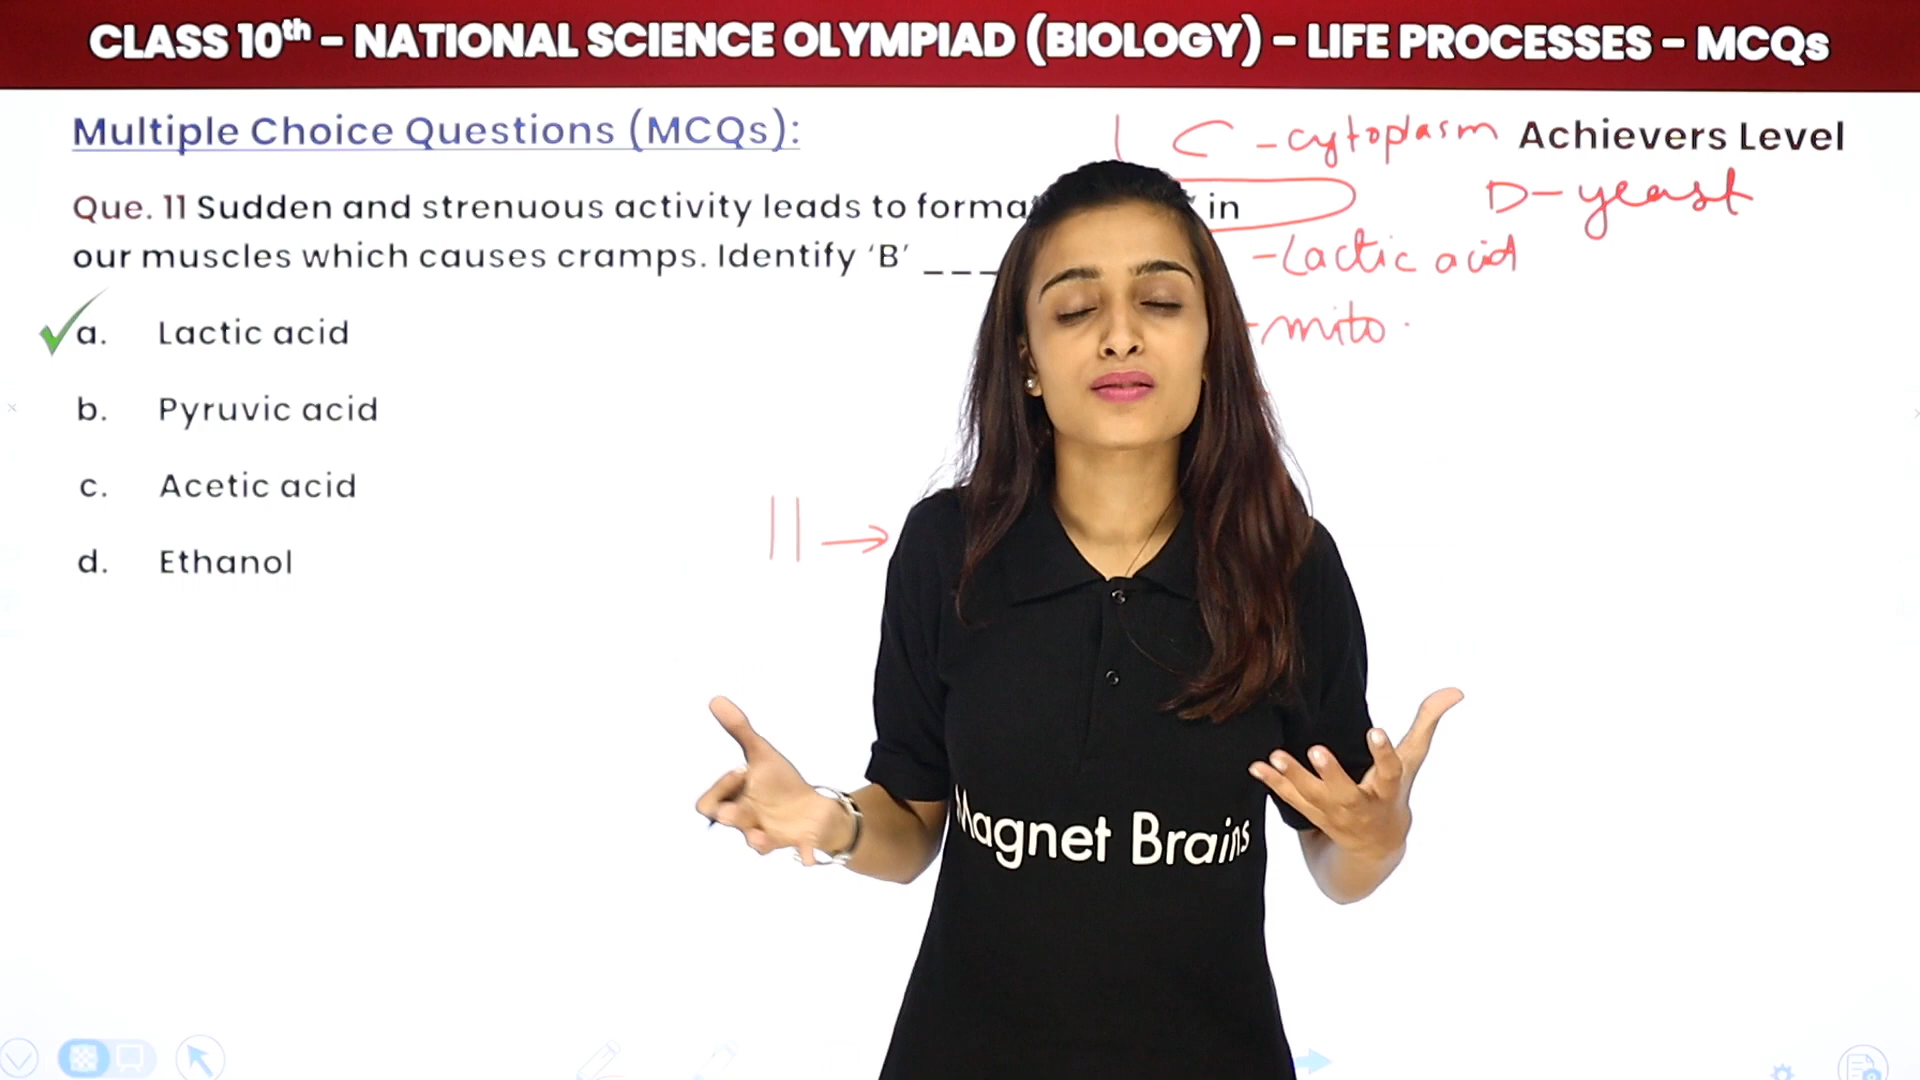 CLASS 10th - NATIONAL SCIENCE OLYMPIAD (BIOLOGY) - LIFE PROCESSES - MCQs
Multiple Choice Questions (MCQs):
C - cytoplasm
Achievers Level
D - yeast
Que. 11 Sudden and strenuous activity leads to in
our muscles which causes cramps. Identify ‘B’ ___
- Lactic acid
- mito.
a. Lactic acid
b. Pyruvic acid
c. Acetic acid
d. Ethanol
11 →
Magnet Brains